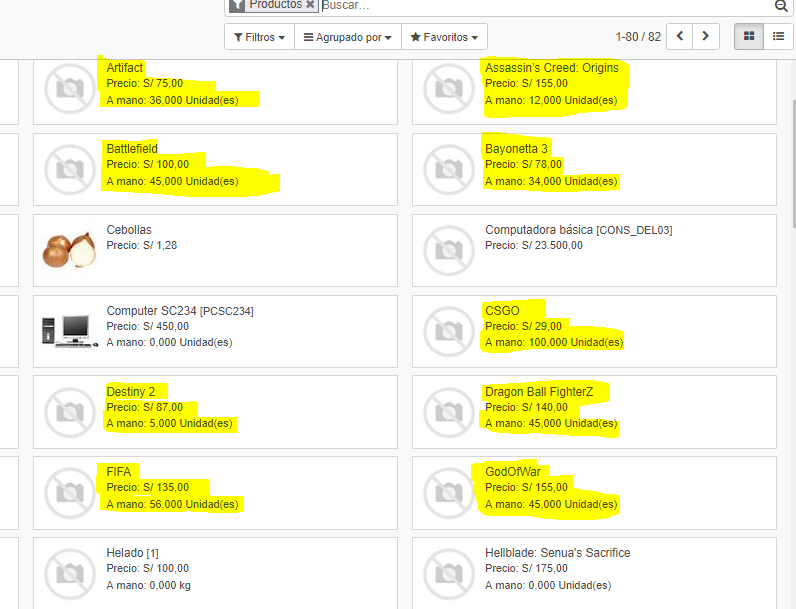 Productos ✖ Buscar...
Filtros Agrupado por Favoritos 1-80 / 82
Artifact
Precio: S/ 75,00
A mano: 36,000 Unidad(es)
Assassin's Creed: Origins
Precio: S/ 155,00
A mano: 12,000 Unidad(es)
Battlefield
Precio: S/ 100,00
A mano: 45,000 Unidad(es)
Bayonetta 3
Precio: S/ 78,00
A mano: 34,000 Unidad(es)
Cebollas
Precio: S/ 1,28
Computadora básica [CONS_DEL03]
Precio: S/ 23.500,00
Computer SC234 [PCSC234]
Precio: S/ 450,00
A mano: 0,000 Unidad(es)
CSGO
Precio: S/ 29,00
A mano: 100,000 Unidad(es)
Destiny 2
Precio: S/ 87,00
A mano: 5,000 Unidad(es)
Dragon Ball FighterZ
Precio: S/ 140,00
A mano: 45,000 Unidad(es)
FIFA
Precio: S/ 135,00
A mano: 56,000 Unidad(es)
GodOfWar
Precio: S/ 155,00
A mano: 45,000 Unidad(es)
Helado [1]
Precio: S/ 100,00
A mano: 0,000 kg
Hellblade: Senua's Sacrifice
Precio: S/ 175,00
A mano: 0,000 Unidad(es)